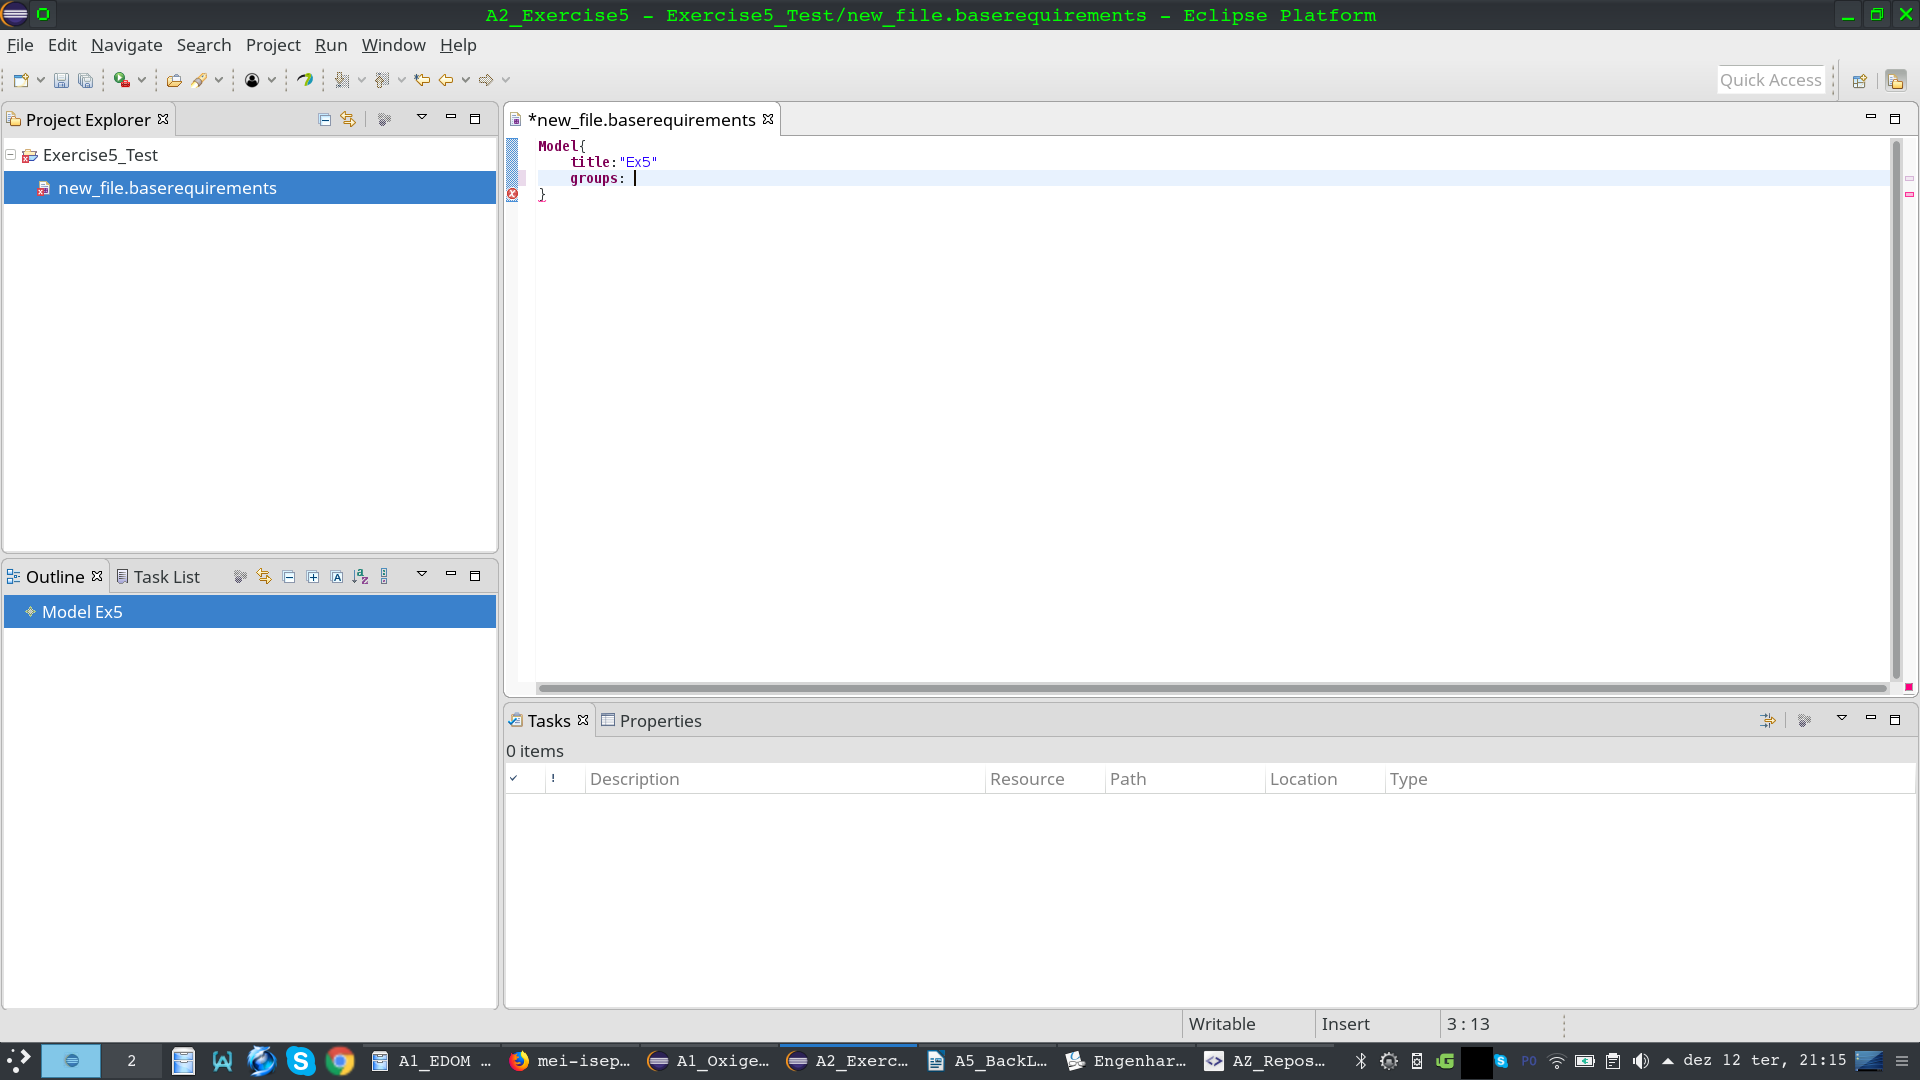 A2_Exercise5 - Exercise5_Test/new_file.baserequirements - Eclipse Platform
File Edit Navigate Search Project Run Window Help
Quick Access
Project Explorer
Exercise5_Test
new_file.baserequirements
*new_file.baserequirements
Model{
title:"Ex5"
groups:
}
Outline Task List
Model Ex5
Tasks Properties
0 items
! Description Resource Path Location Type
Writable Insert 3 : 13
2 A1_EDOM ... mei-isep... A1_Oxige... A2_Exerc... A5_BackL... Engenhar... AZ_Repos... PO dez 12 ter, 21:15